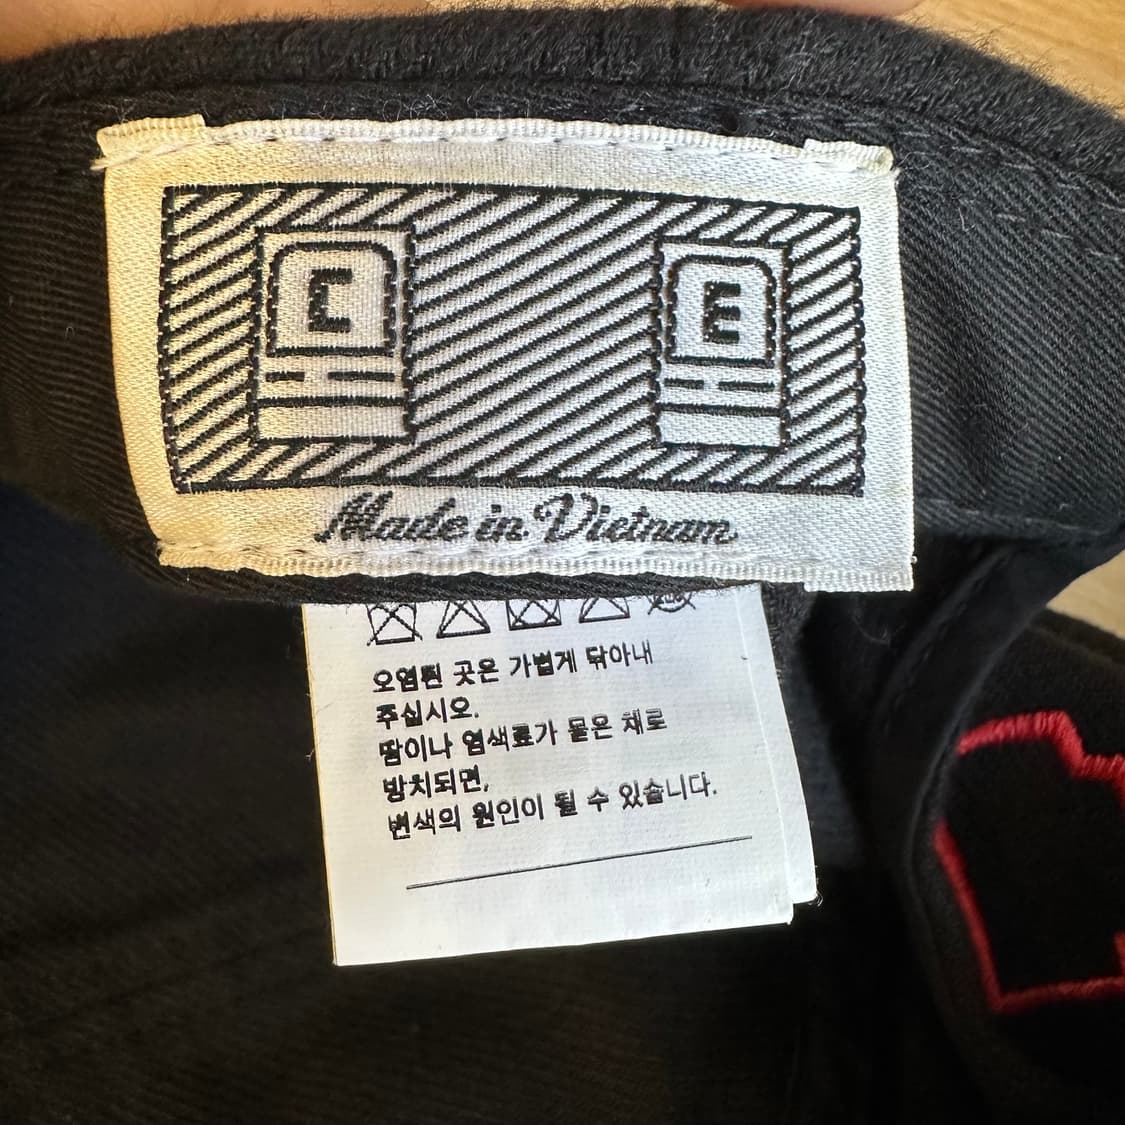 C E
Made in Vietnam
오염된 곳은 가볍게 닦아내
주십시오.
땀이나 염색료가 묻은 채로
방치되면,
변색의 원인이 될 수 있습니다.